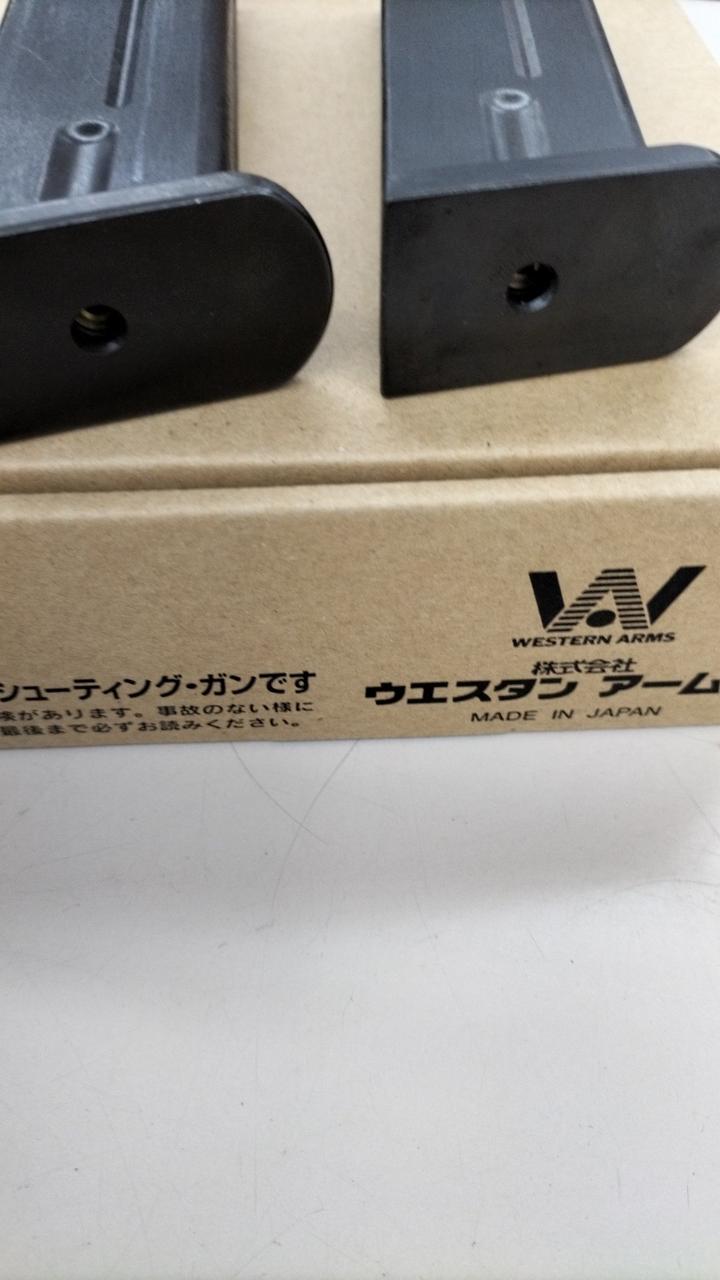 WESTERN ARMS
株式会社
ウエスタン アーム
MADE IN JAPAN
シューティング・ガンです
険があります。事故のない様に
最後まで必ずお読みください。